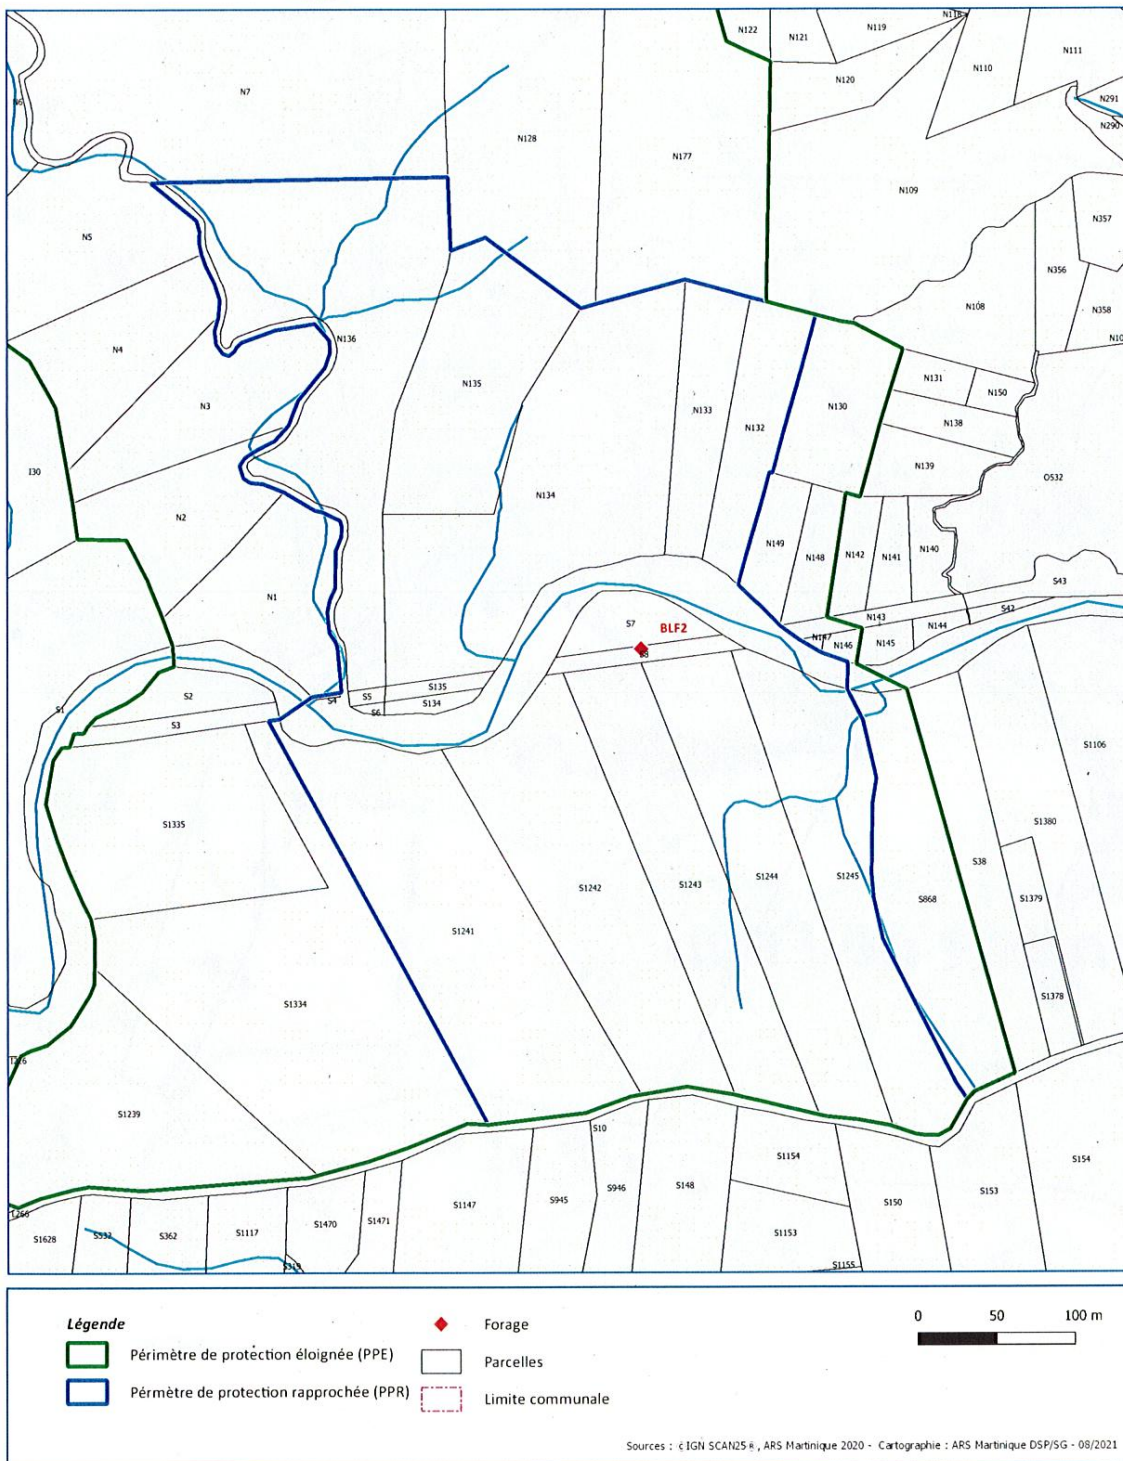 N122
N121
N119
N118
N111
N7
N120
N110
N291
N6
N128
N177
N290
N109
N357
N5
N356
N108
N358
N136
N4
N10
N135
N131
N150
N3
N133
N130
N132
N138
I30
N139
O532
N134
N2
N149
N148
N142
N141
N140
S43
N1
S7
BLF2
N143
S42
N144
N147
N146
N145
S8
S2
S5
S135
S4
S134
S1
S6
S3
S1106
S1335
S1380
S38
S1242
S1243
S1244
S1245
S868
S1379
S1241
S1334
S1378
S1239
S10
S1154
S154
S946
S148
S153
S1147
S945
S150
T266
S1628
S532
S362
S1117
S1470
S1471
S1153
S319
S1155
Légende
Périmètre de protection éloignée (PPE)
Pérmètre de protection rapprochée (PPR)
Forage
Parcelles
Limite communale
0 50 100 m
Sources : IGN SCAN25 , ARS Martinique 2020 - Cartographie : ARS Martinique DSP/SG - 08/2021